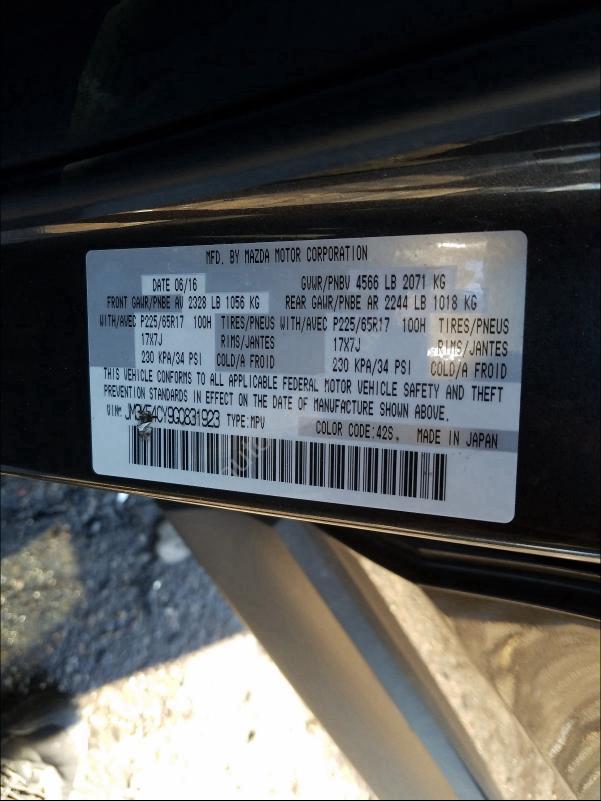 MFD. BY MAZDA MOTOR CORPORATION
DATE 06/16 GVWR/PNBV 4566 LB 2071 KG
FRONT GAWR/PNBE AV 2328 LB 1056 KG REAR GAWR/PNBE AR 2244 LB 1018 KG
WITH/AVEC P225/65R17 100H TIRES/PNEUS WITH/AVEC P225/65R17 100H TIRES/PNEUS
17X7J RIMS/JANTES 17X7J RIMS/JANTES
230 KPA/34 PSI COLD/A FROID 230 KPA/34 PSI COLD/A FROID
THIS VEHICLE CONFORMS TO ALL APPLICABLE FEDERAL MOTOR VEHICLE SAFETY AND THEFT
PREVENTION STANDARDS IN EFFECT ON THE DATE OF MANUFACTURE SHOWN ABOVE.
VIN: TYPE:MPV COLOR CODE:42S. MADE IN JAPAN